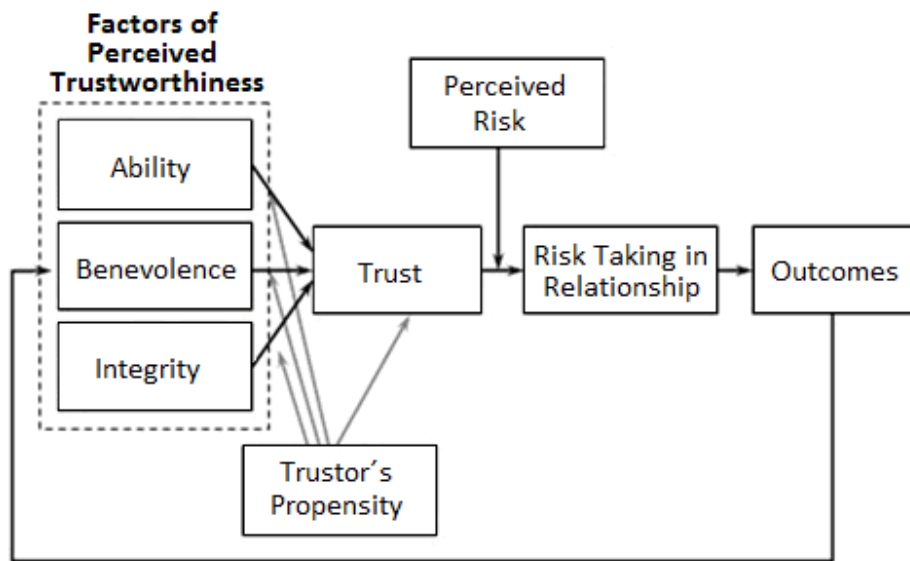 Factors of
Perceived
Trustworthiness
Ability
Benevolence
Integrity
Perceived
Risk
Trust
Risk Taking in
Relationship
Outcomes
Trustor´s
Propensity